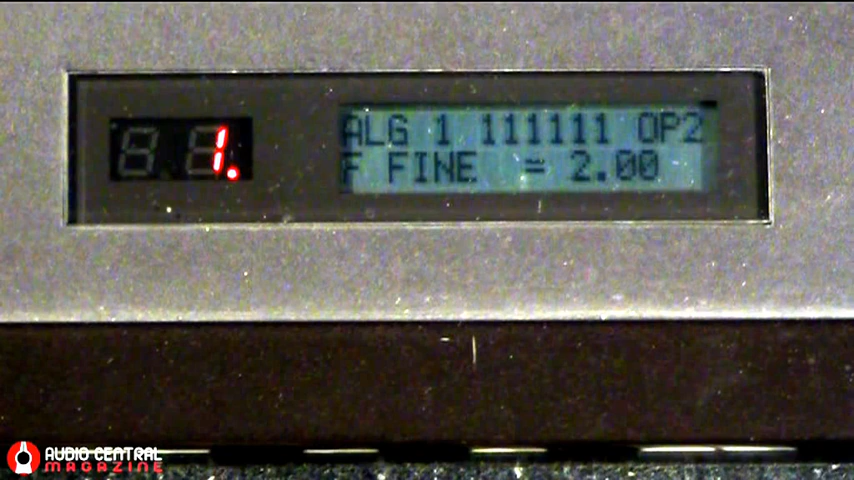 1.
ALG 1 111111 OP2
F FINE = 2.00
AUDIO CENTRAL
MAGAZINE